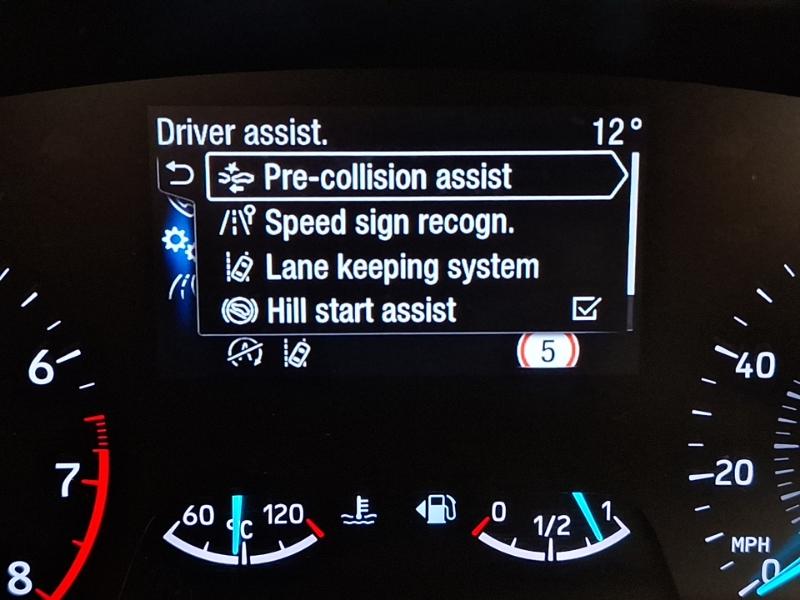 Driver assist. 12°
Pre-collision assist
Speed sign recogn.
Lane keeping system
Hill start assist
A 5
6 40
7 20
60 120 0 1
°C 1/2
MPH
8 0